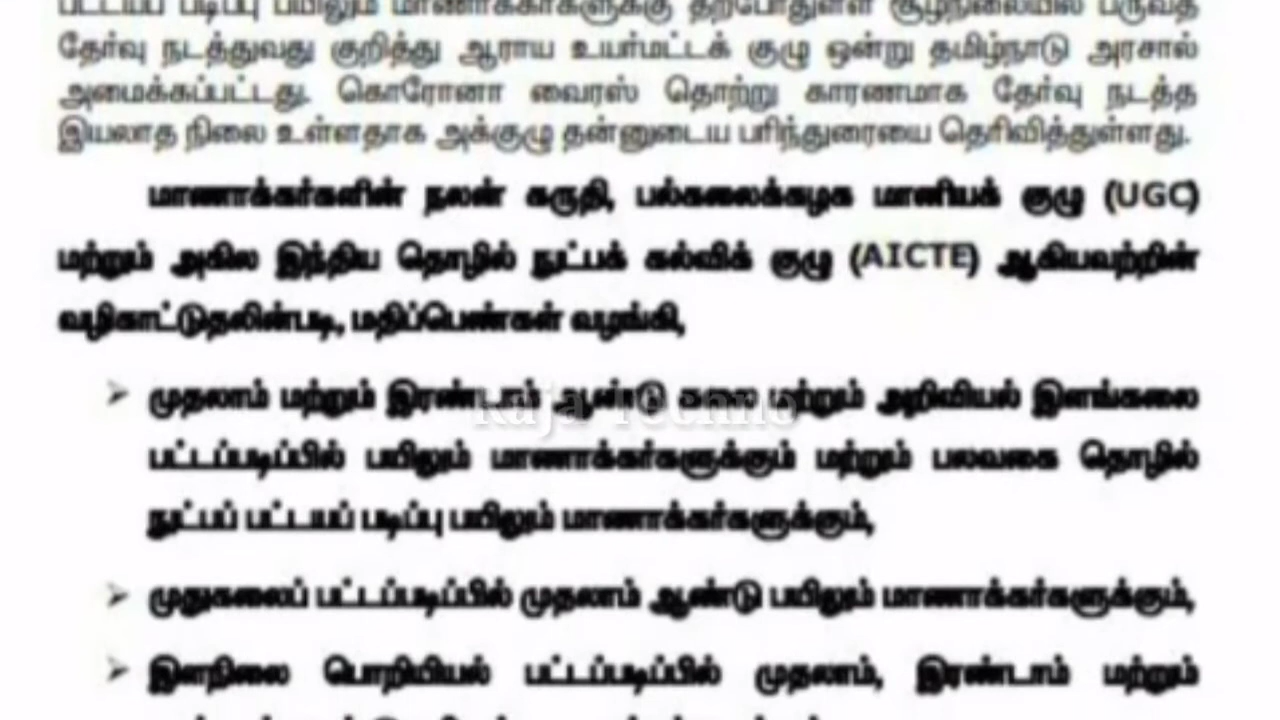 பட்டயப் படிப்பு பயிலும் மாணாக்கர்களுக்கு தற்போதுள்ள சூழ்நிலையில் பருவத்
தேர்வு நடத்துவது குறித்து ஆராய உயர்மட்டக் குழு ஒன்று தமிழ்நாடு அரசால்
அமைக்கப்பட்டது. கொரோனா வைரஸ் தொற்று காரணமாக தேர்வு நடத்த
இயலாத நிலை உள்ளதாக அக்குழு தன்னுடைய பரிந்துரையை தெரிவித்துள்ளது.
மாணாக்கர்களின் நலன் கருதி, பல்கலைக்கழக மானியக் குழு (UGC)
மற்றும் அகில இந்திய தொழில் நுட்பக் கல்விக் குழு (AICTE) ஆகியவற்றின்
வழிகாட்டுதலின்படி, மதிப்பெண்கள் வழங்கி,
➢ முதலாம் மற்றும் இரண்டாம் ஆண்டு கலை மற்றும் அறிவியல் இளங்கலை
Raja Techno
பட்டப்படிப்பில் பயிலும் மாணாக்கர்களுக்கும் மற்றும் பலவகை தொழில்
நுட்பப் பட்டயப் படிப்பு பயிலும் மாணாக்கர்களுக்கும்,
➢ முதுகலைப் பட்டப்படிப்பில் முதலாம் ஆண்டு பயிலும் மாணாக்கர்களுக்கும்,
➢ இளநிலை பொறியியல் பட்டப்படிப்பில் முதலாம், இரண்டாம் மற்றும்